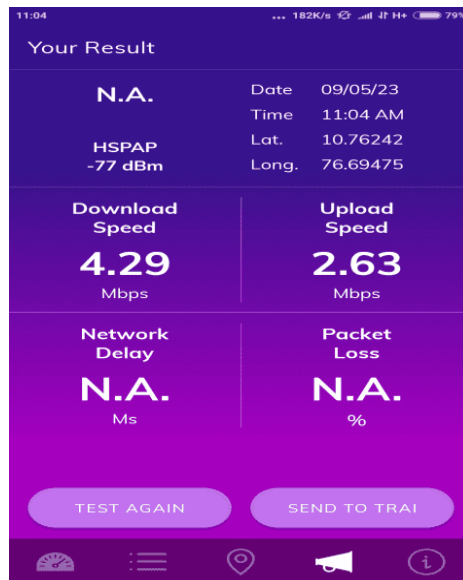 11:04 ... 182K/s H+ 79%
Your Result
N.A.
HSPAP
-77 dBm
Date 09/05/23
Time 11:04 AM
Lat. 10.76242
Long. 76.69475
Download
Speed
4.29
Mbps
Upload
Speed
2.63
Mbps
Network
Delay
N.A.
Ms
Packet
Loss
N.A.
%
TEST AGAIN
SEND TO TRAI